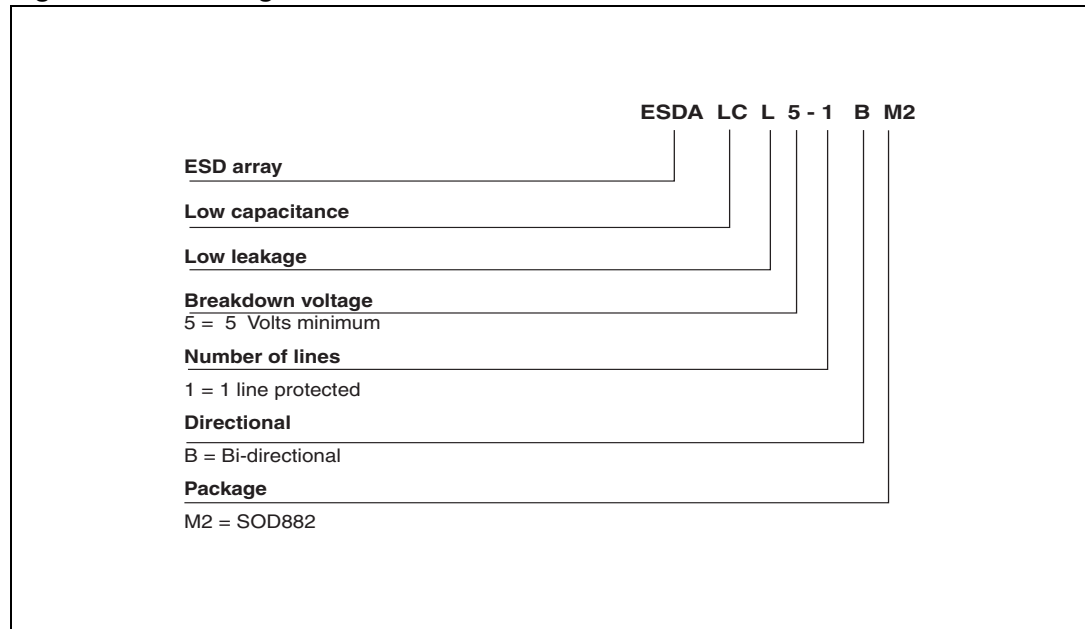 ESDA LC L 5 - 1 B M2
ESD array
Low capacitance
Low leakage
Breakdown voltage
5 = 5 Volts minimum
Number of lines
1 = 1 line protected
Directional
B = Bi-directional
Package
M2 = SOD882